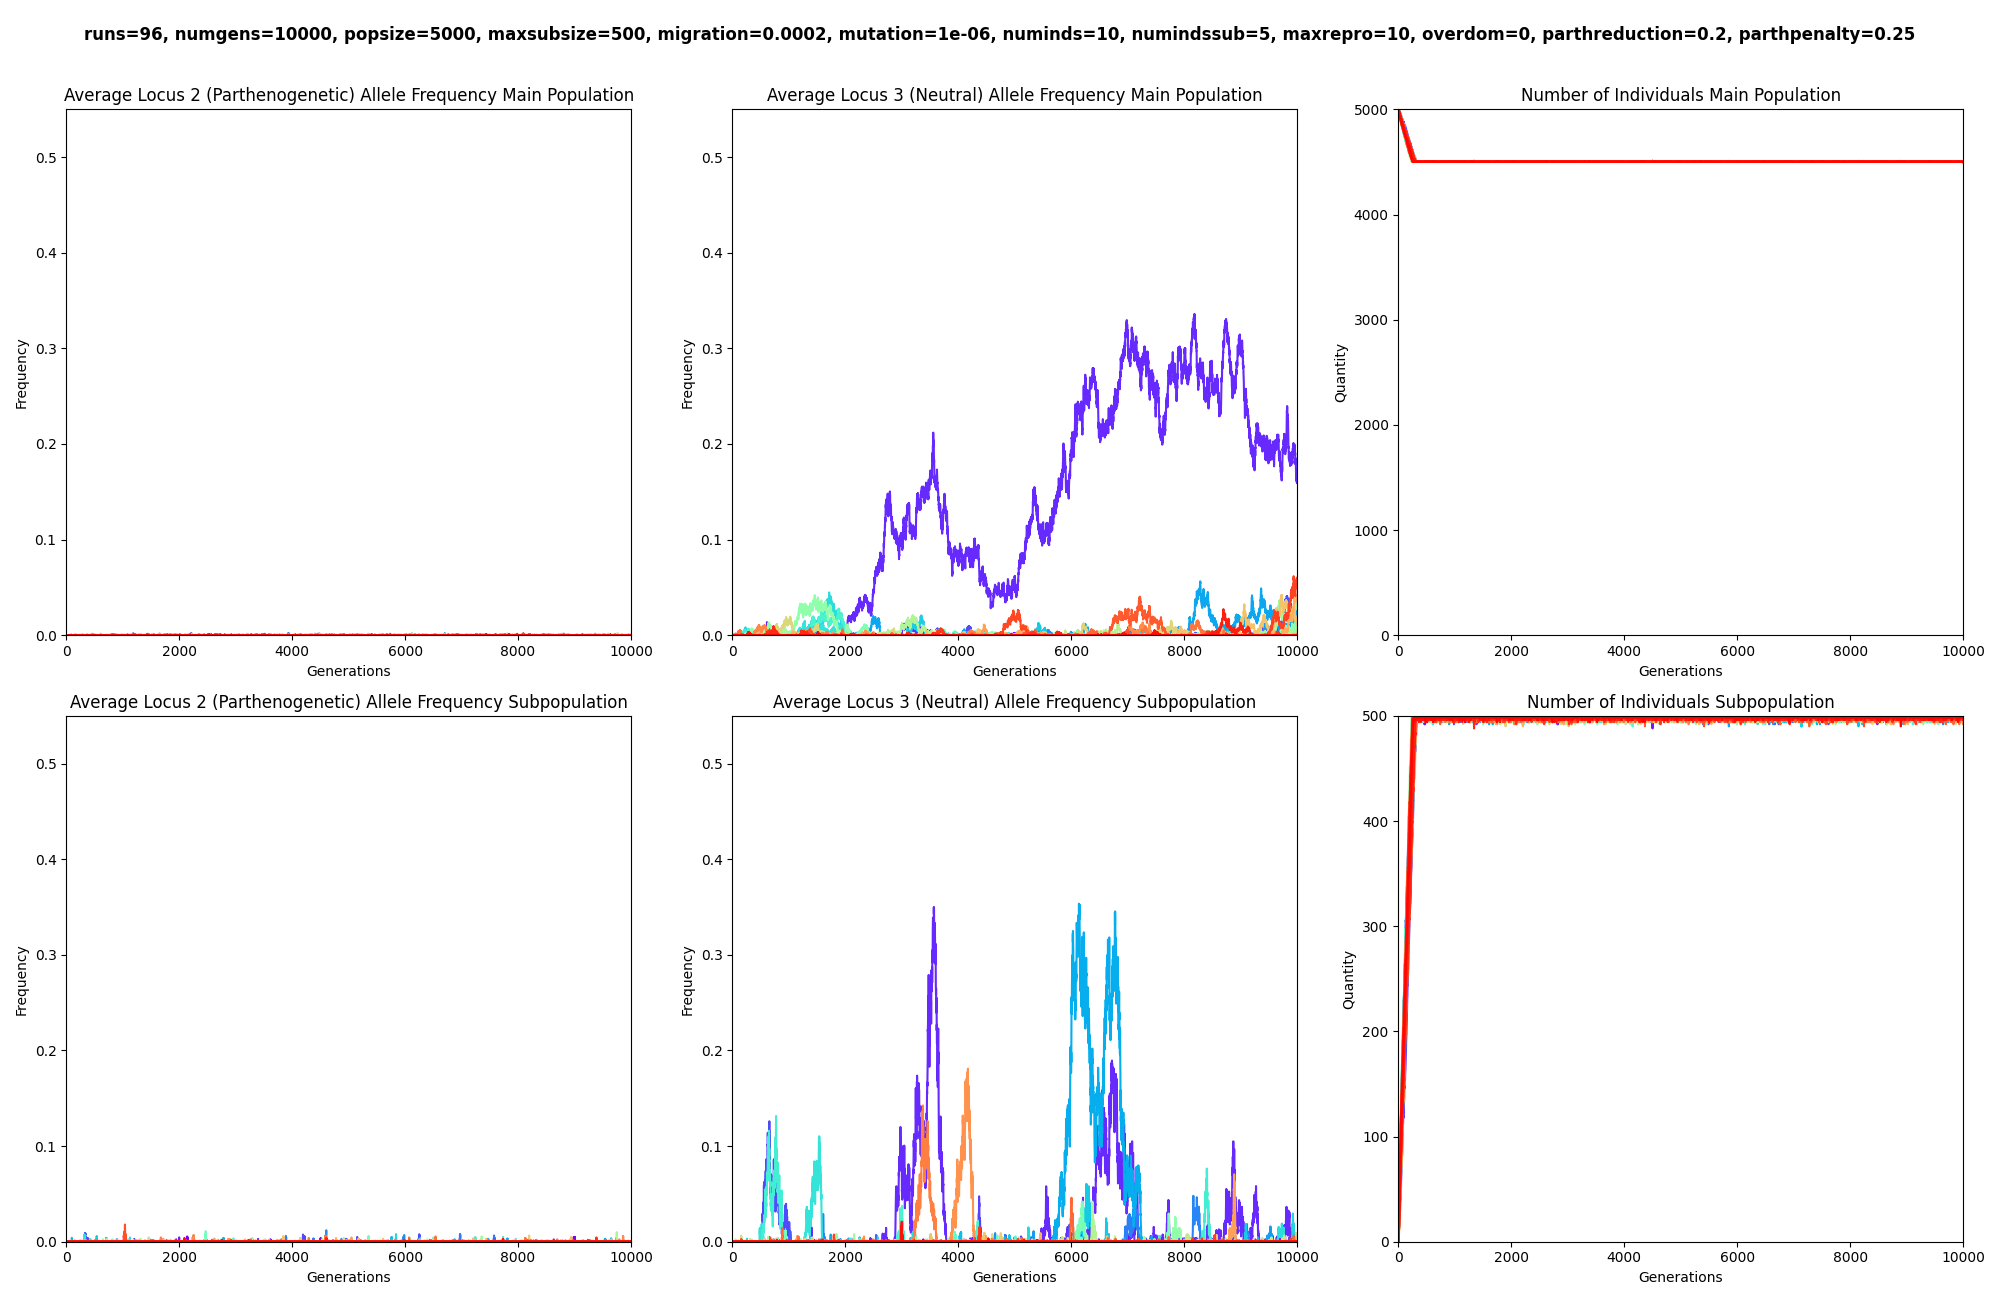 runs=96, numgens=10000, popsize=5000, maxsubsize=500, migration=0.0002, mutation=1e-06, numinds=10, numindssub=5, maxrepro=10, overdom=0, parthreduction=0.2, parthpenalty=0.25
Average Locus 2 (Parthenogenetic) Allele Frequency Main Population
0.5
0.4
0.3
0.2
0.1
0.0
Frequency
0 2000 4000 6000 8000 10000
Generations
Average Locus 3 (Neutral) Allele Frequency Main Population
0.5
0.4
0.3
0.2
0.1
0.0
Frequency
0 2000 4000 6000 8000 10000
Generations
Number of Individuals Main Population
5000
4000
3000
2000
1000
0
Quantity
0 2000 4000 6000 8000 10000
Generations
Average Locus 2 (Parthenogenetic) Allele Frequency Subpopulation
0.5
0.4
0.3
0.2
0.1
0.0
Frequency
0 2000 4000 6000 8000 10000
Generations
Average Locus 3 (Neutral) Allele Frequency Subpopulation
0.5
0.4
0.3
0.2
0.1
0.0
Frequency
0 2000 4000 6000 8000 10000
Generations
Number of Individuals Subpopulation
500
400
300
200
100
0
Quantity
0 2000 4000 6000 8000 10000
Generations